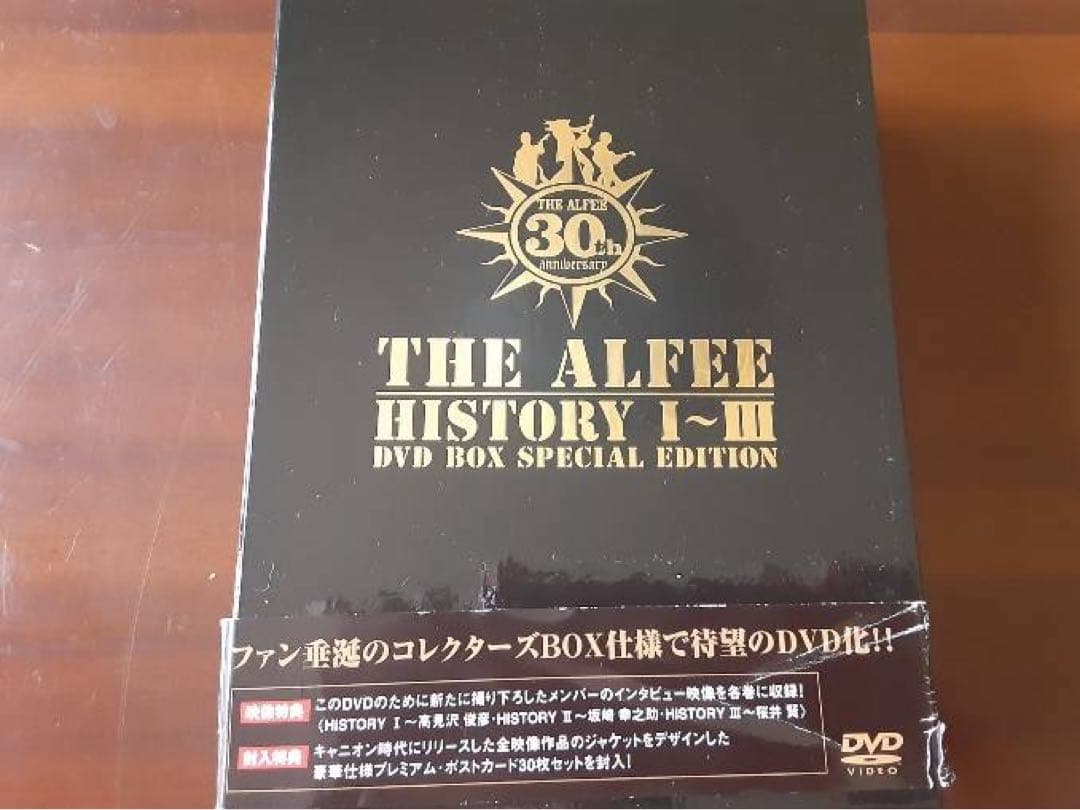 THE ALFEE
30th
anniversary
THE ALFEE
HISTORY I~III
DVD BOX SPECIAL EDITION
ファン垂涎のコレクターズBOX仕様で待望のDVD化!!
映像特典 このDVDのために新たに撮り下ろしたメンバーのインタビュー映像を各巻に収録!
(HISTORY Ⅰ~高見沢 俊彦・HISTORY Ⅱ~坂崎 幸之助・HISTORY Ⅲ~桜井 賢)
封入特典 キャニオン時代にリリースした全映像作品のジャケットをデザインした
豪華仕様プレミアム・ポストカード30枚セットを封入!
DVD
VIDEO